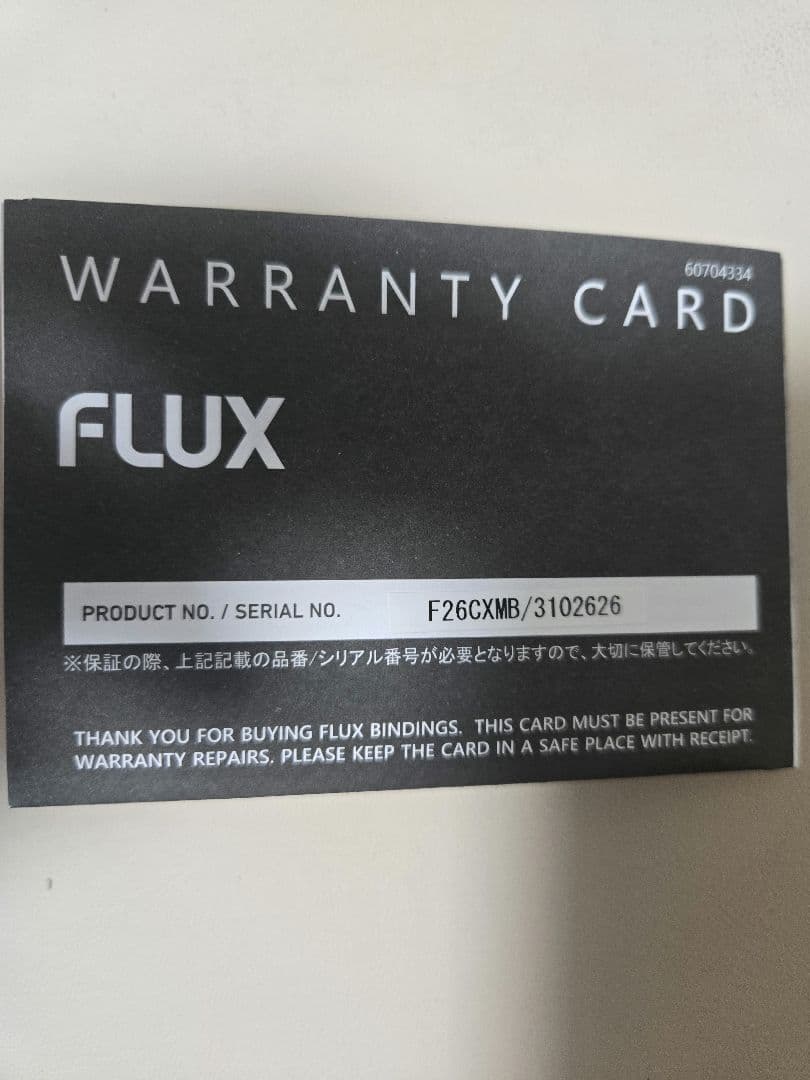 60704334
WARRANTY CARD
FLUX
PRODUCT NO. / SERIAL NO. F26CXMB/3102626
※保証の際、上記記載の品番/シリアル番号が必要となりますので、大切に保管してください。
THANK YOU FOR BUYING FLUX BINDINGS. THIS CARD MUST BE PRESENT FOR
WARRANTY REPAIRS. PLEASE KEEP THE CARD IN A SAFE PLACE WITH RECEIPT.